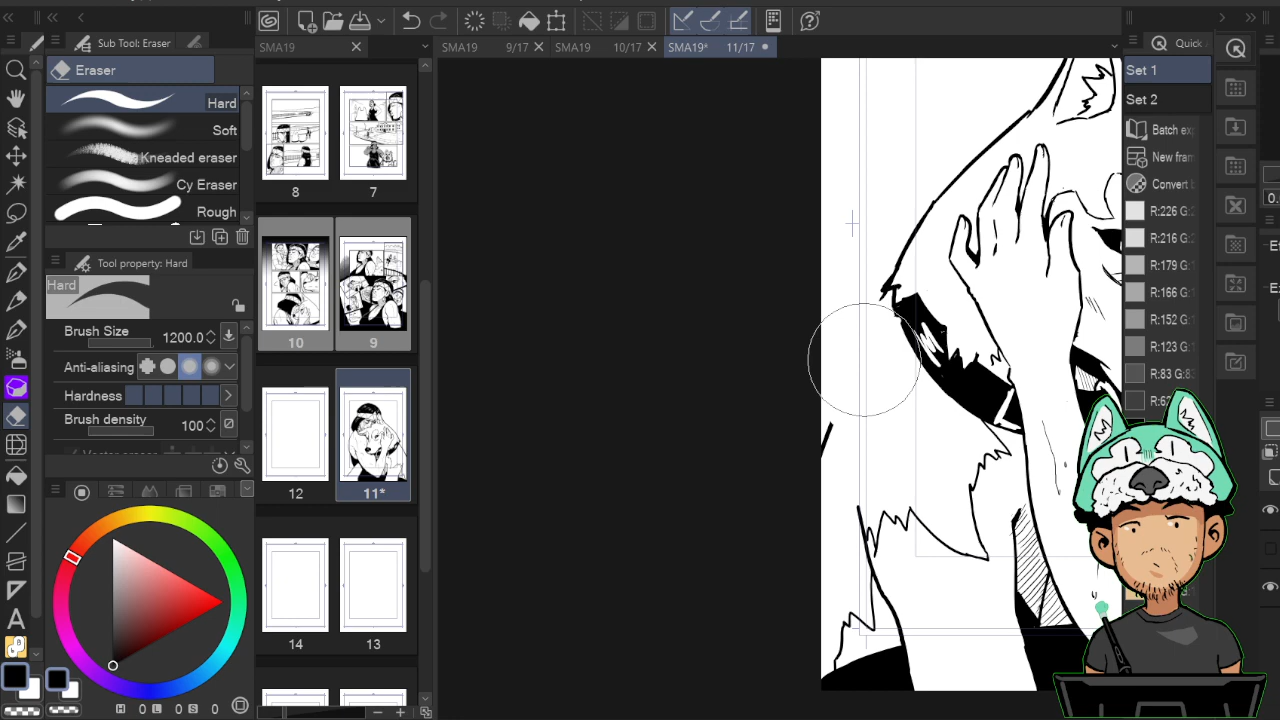 Sub Tool: Eraser
Eraser
Hard
Soft
Kneaded eraser
Cy Eraser
Rough
Tool property: Hard
Hard
Brush Size 1200.0
Anti-aliasing
Hardness
Brush density 100
H 0 L 0 S 0
SMA19
8 7
10 9
12 11*
14 13
SMA19 9/17 SMA19 10/17 SMA19* 11/17
Quick
Set 1
Set 2
Batch
New fram
Convert
R:226 G:
R:216 G:
R:179 G:
R:166 G:
R:152 G:
R:123 G:
R:83 G:8